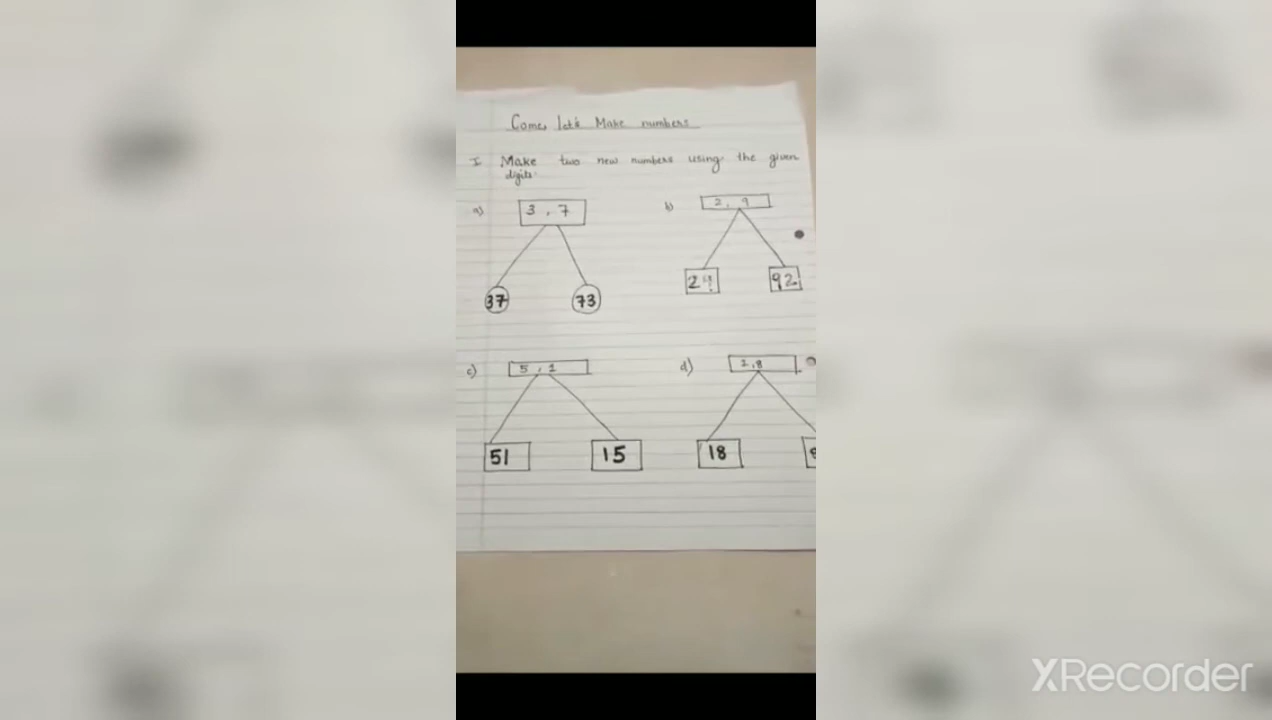 Come, let's Make numbers
I Make two new numbers using the given
digits.
a) 3 , 7
b) 2, 9
37 73
92
c) 5 , 1
d) 1,8
51 15
18
XRecorder